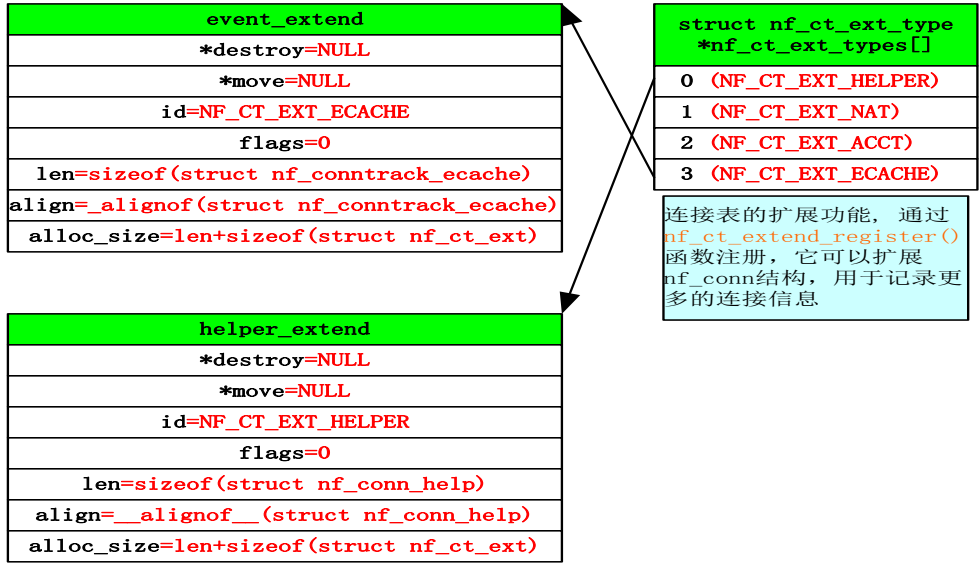 event_extend
*destroy=NULL
*move=NULL
id=NF_CT_EXT_ECACHE
flags=0
len=sizeof(struct nf_conntrack_ecache)
align=_alignof(struct nf_conntrack_ecache)
alloc_size=len+sizeof(struct nf_ct_ext)
struct nf_ct_ext_type
*nf_ct_ext_types[]
0 (NF_CT_EXT_HELPER)
1 (NF_CT_EXT_NAT)
2 (NF_CT_EXT_ACCT)
3 (NF_CT_EXT_ECACHE)
连接表的扩展功能, 通过
nf_ct_extend_register()
函数注册, 它可以扩展
nf_conn结构, 用于记录更
多的连接信息
helper_extend
*destroy=NULL
*move=NULL
id=NF_CT_EXT_HELPER
flags=0
len=sizeof(struct nf_conn_help)
align=__alignof__(struct nf_conn_help)
alloc_size=len+sizeof(struct nf_ct_ext)